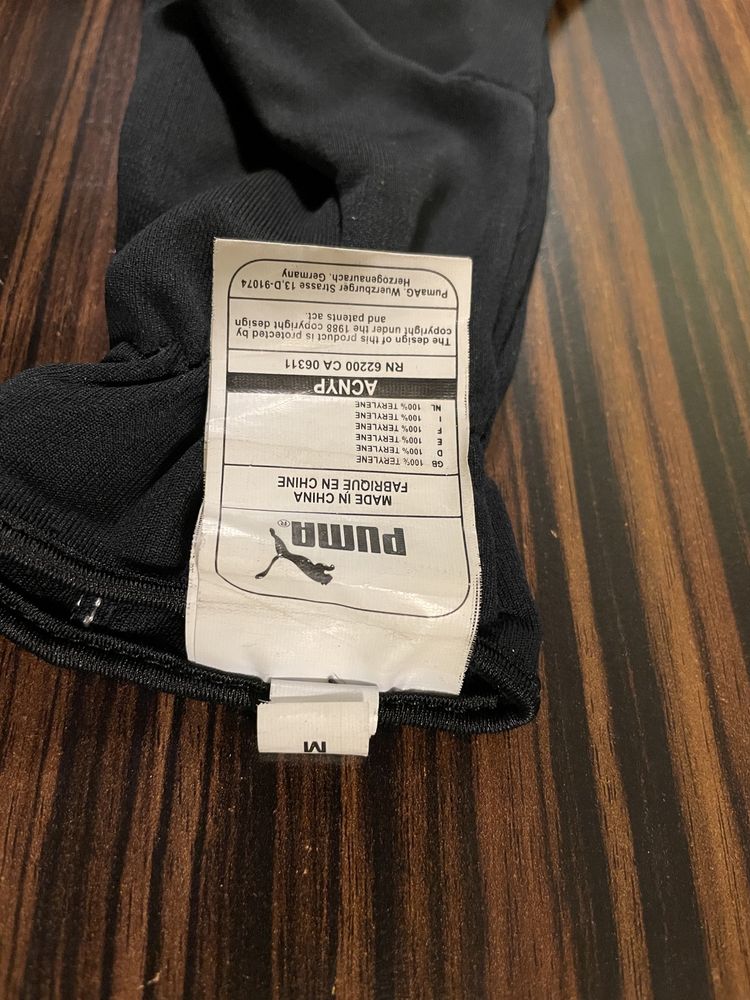 M
PUMA®
MADE IN CHINA
FABRIQUE EN CHINE
GB 100% TERYLENE
D 100% TERYLENE
E 100% TERYLENE
F 100% TERYLENE
I 100% TERYLENE
NL 100% TERYLENE
ACNYP
RN 62200 CA 06311
The design of this product is protected by
copyright under the 1988 copyright design
and patents act.
PumaAG. Wuerzburger Strasse 13,D-91074
Herzogenaurach. Germany